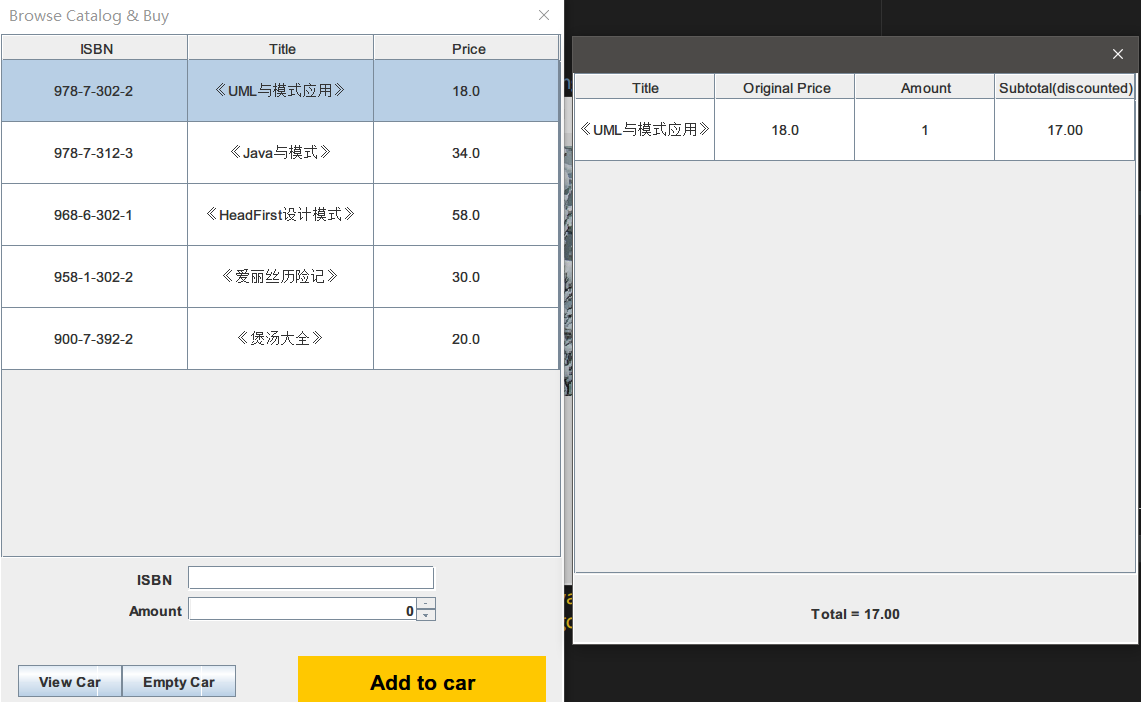 Browse Catalog & Buy
ISBN Title Price
978-7-302-2 《UML与模式应用》 18.0
978-7-312-3 《Java与模式》 34.0
968-6-302-1 《HeadFirst设计模式》 58.0
958-1-302-2 《爱丽丝历险记》 30.0
900-7-392-2 《煲汤大全》 20.0
ISBN
Amount 0
View Car Empty Car Add to car
Title Original Price Amount Subtotal(discounted)
《UML与模式应用》 18.0 1 17.00
Total = 17.00